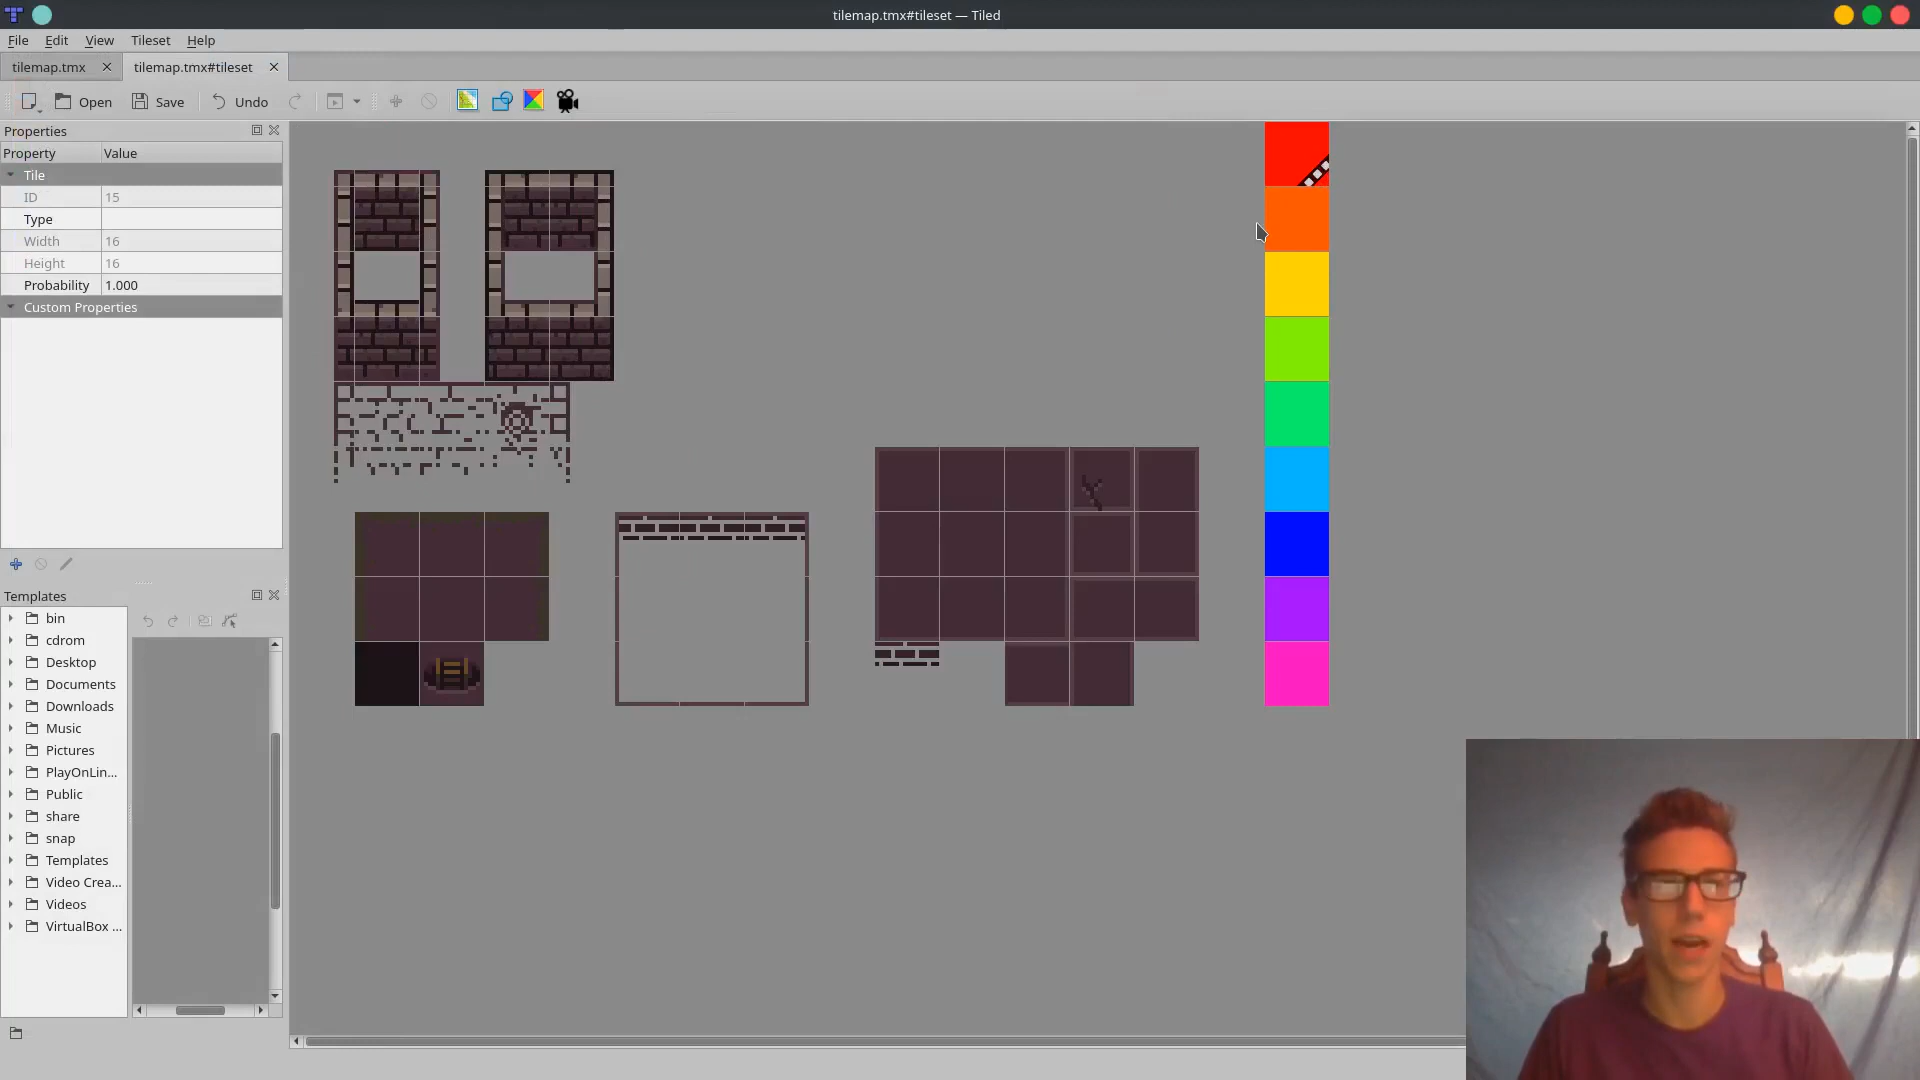 tilemap.tmx#tileset — Tiled
File Edit View Tileset Help
tilemap.tmx tilemap.tmx#tileset
Open Save Undo
Properties
Property Value
Tile
ID 15
Type
Width 16
Height 16
Probability 1.000
Custom Properties
Templates
bin
cdrom
Desktop
Documents
Downloads
Music
Pictures
PlayOnLin...
Public
share
snap
Templates
Video Crea...
Videos
VirtualBox ...